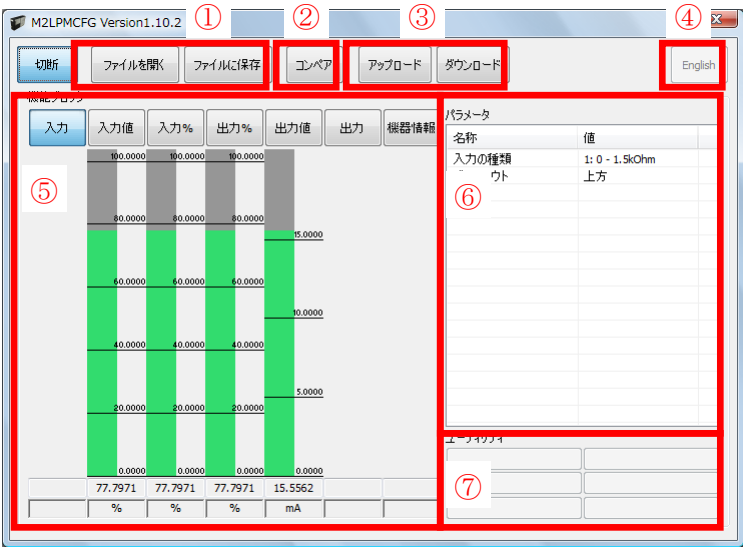 M2LPMCFG Version1.10.2
① ② ③ ④
切断 ファイルを開く ファイルに保存 コンペア アップロード ダウンロード English
入力 入力値 入力% 出力% 出力値 出力 機器情報
⑤
100.0000 100.0000 100.0000
80.0000 80.0000 80.0000
15.0000
60.0000 60.0000 60.0000
10.0000
40.0000 40.0000 40.0000
5.0000
20.0000 20.0000 20.0000
0.0000 0.0000 0.0000 0.0000
77.7971 77.7971 77.7971 15.5562
% % % mA
パラメータ
名称 値
入力の種類 1: 0 - 1.5kOhm
ウト 上方
⑥
ユーティリティ
⑦